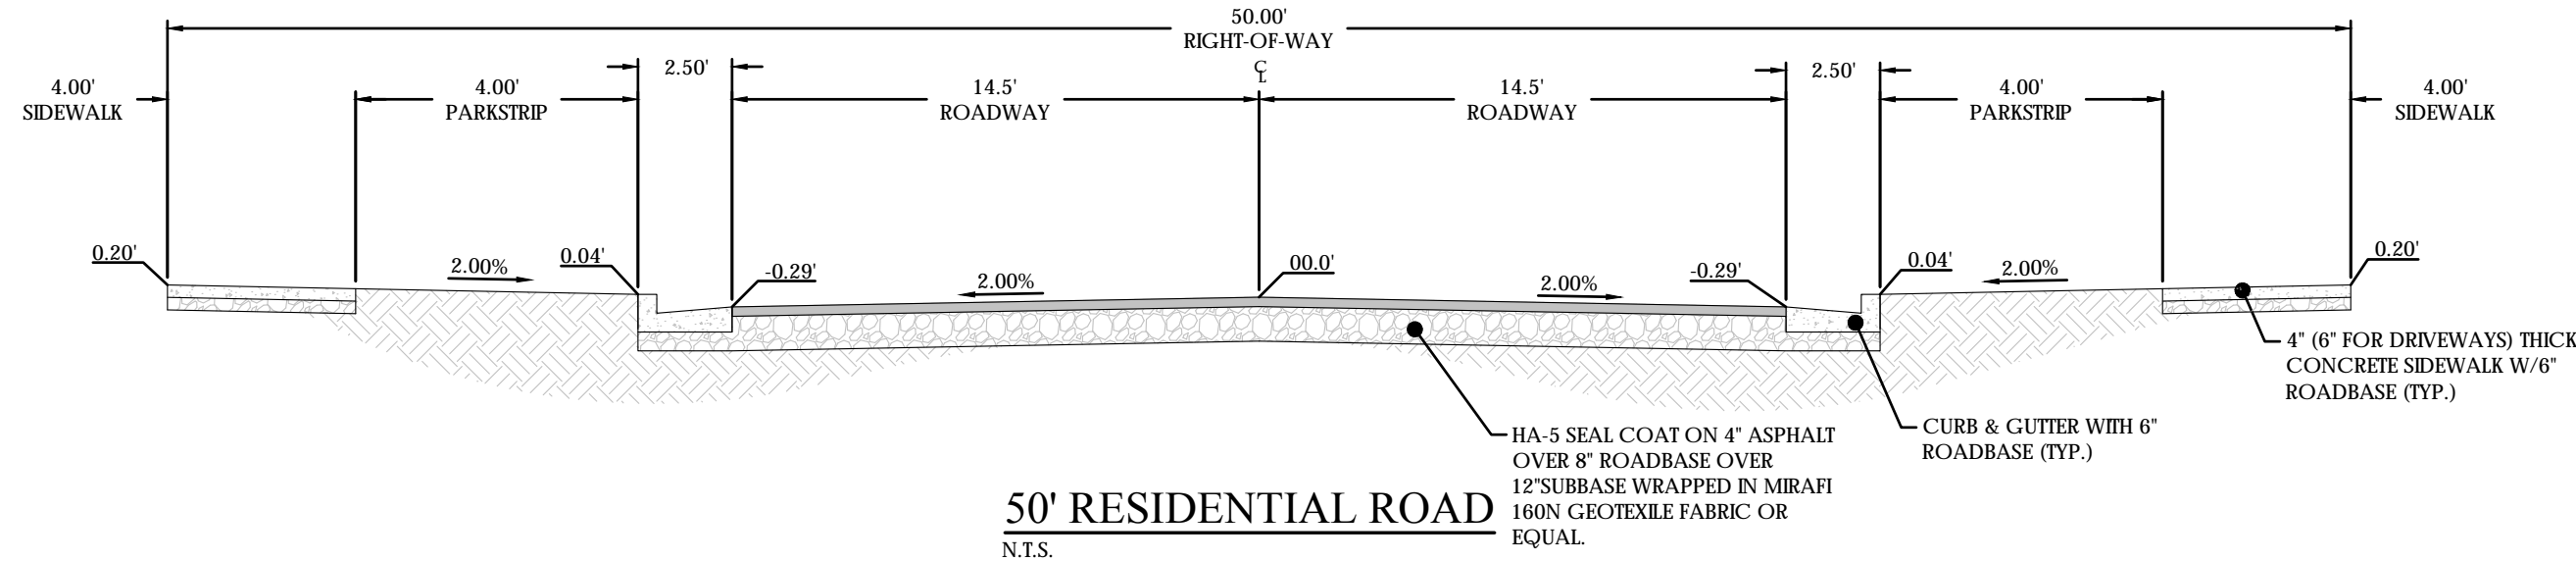 50.00'
RIGHT-OF-WAY
CL
4.00'
SIDEWALK
4.00'
PARKSTRIP
2.50'
14.5'
ROADWAY
14.5'
ROADWAY
2.50'
4.00'
PARKSTRIP
4.00'
SIDEWALK
0.20'
2.00%
0.04'
-0.29'
2.00%
00.0'
2.00%
-0.29'
0.04'
2.00%
0.20'
4" (6" FOR DRIVEWAYS) THICK
CONCRETE SIDEWALK W/6"
ROADBASE (TYP.)
CURB & GUTTER WITH 6"
ROADBASE (TYP.)
HA-5 SEAL COAT ON 4" ASPHALT
OVER 8" ROADBASE OVER
12"SUBBASE WRAPPED IN MIRAFI
160N GEOTEXILE FABRIC OR
EQUAL.
50' RESIDENTIAL ROAD
N.T.S.